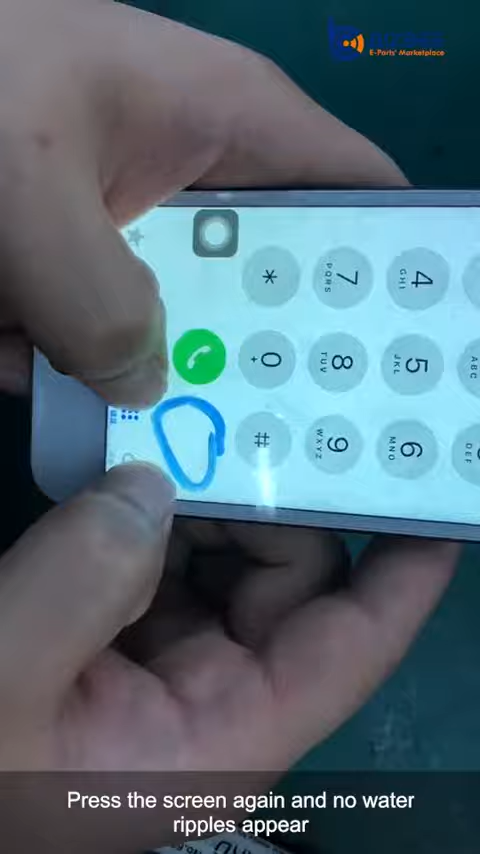 E-Parts' Marketplace
*
7
PQRS
4
GHI
0
+
8
TUV
5
JKL
ABC
#
9
WXYZ
6
MNO
DEF
Press the screen again and no water
ripples appear